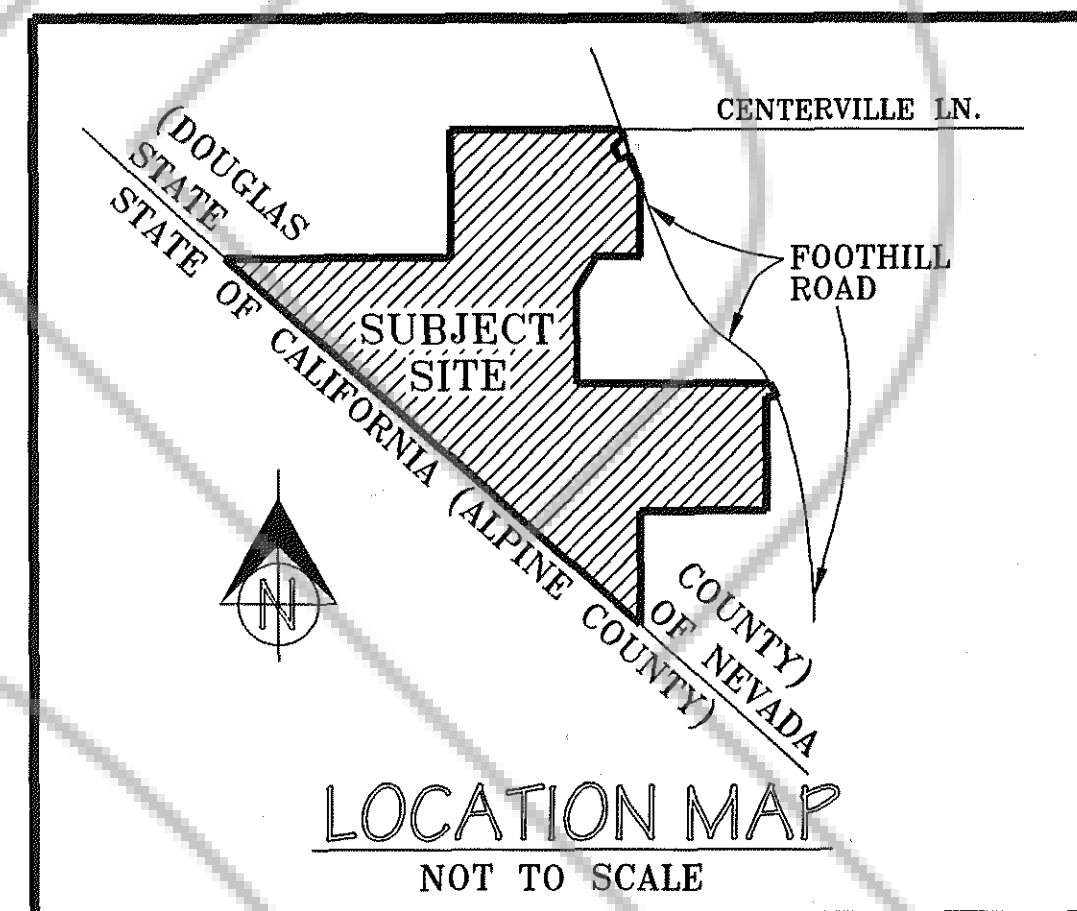 CENTERVILLE LN.
(DOUGLAS
STATE
STATE OF CALIFORNIA (ALPINE COUNTY)
FOOTHILL
ROAD
SUBJECT
SITE
N
COUNTY)
OF NEVADA
LOCATION MAP
NOT TO SCALE